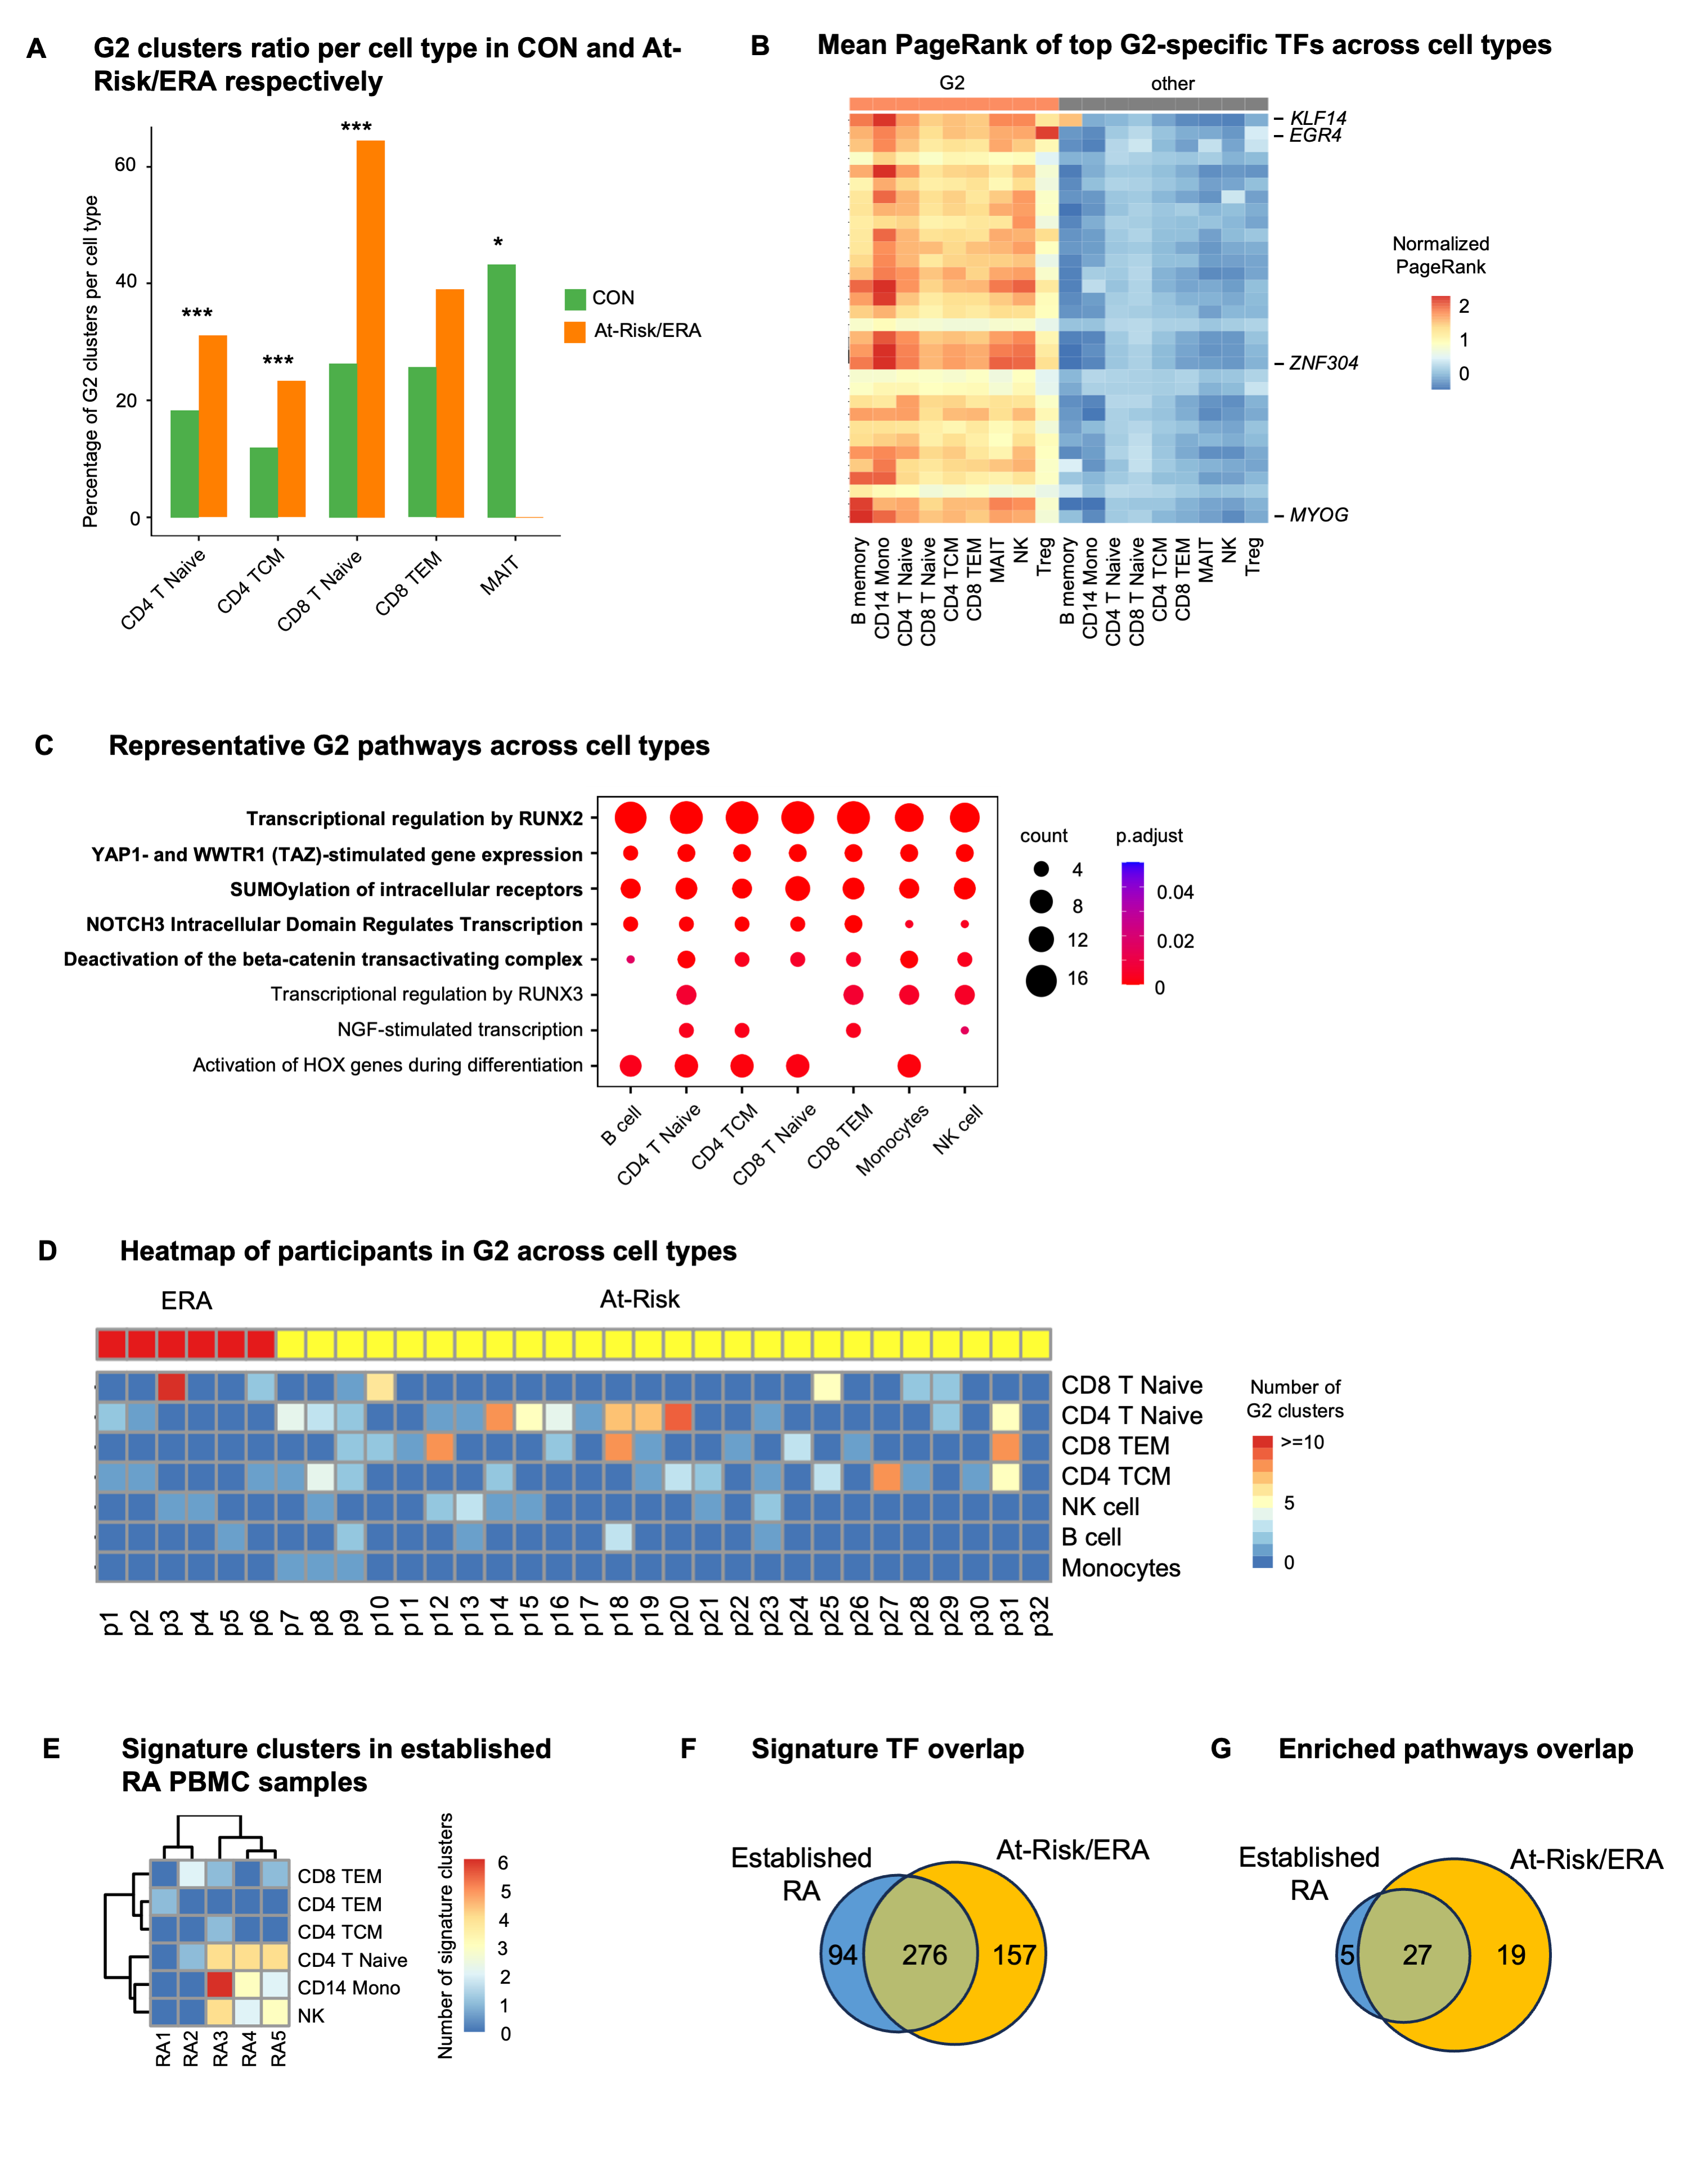 A
G2 clusters ratio per cell type in CON and At-
Risk/ERA respectively
Percentage of G2 clusters per cell type
60
40
20
0
***
***
***
*
CON
At-Risk/ERA
CD4 T Naive
CD4 TCM
CD8 T Naive
CD8 TEM
MAIT
B
Mean PageRank of top G2-specific TFs across cell types
G2
other
KLF14
EGR4
ZNF304
MYOG
Normalized
PageRank
2
1
0
B memory
CD14 Mono
CD4 T Naive
CD8 T Naive
CD4 TCM
CD8 TEM
MAIT
NK
Treg
B memory
CD14 Mono
CD4 T Naive
CD8 T Naive
CD4 TCM
CD8 TEM
MAIT
NK
Treg
C
Representative G2 pathways across cell types
Transcriptional regulation by RUNX2
YAP1- and WWTR1 (TAZ)-stimulated gene expression
SUMOylation of intracellular receptors
NOTCH3 Intracellular Domain Regulates Transcription
Deactivation of the beta-catenin transactivating complex
Transcriptional regulation by RUNX3
NGF-stimulated transcription
Activation of HOX genes during differentiation
B cell
CD4 T Naive
CD4 TCM
CD8 T Naive
CD8 TEM
Monocytes
NK cell
count
4
8
12
16
p.adjust
0.04
0.02
0
D
Heatmap of participants in G2 across cell types
ERA
At-Risk
CD8 T Naive
CD4 T Naive
CD8 TEM
CD4 TCM
NK cell
B cell
Monocytes
Number of
G2 clusters
>=10
5
0
p1
p2
p3
p4
p5
p6
p7
p8
p9
p10
p11
p12
p13
p14
p15
p16
p17
p18
p19
p20
p21
p22
p23
p24
p25
p26
p27
p28
p29
p30
p31
p32
E
Signature clusters in established
RA PBMC samples
CD8 TEM
CD4 TEM
CD4 TCM
CD4 T Naive
CD14 Mono
NK
RA1
RA2
RA3
RA4
RA5
Number of signature clusters
6
5
4
3
2
1
0
F
Signature TF overlap
Established
RA
At-Risk/ERA
94
276
157
G
Enriched pathways overlap
Established
RA
At-Risk/ERA
5
27
19